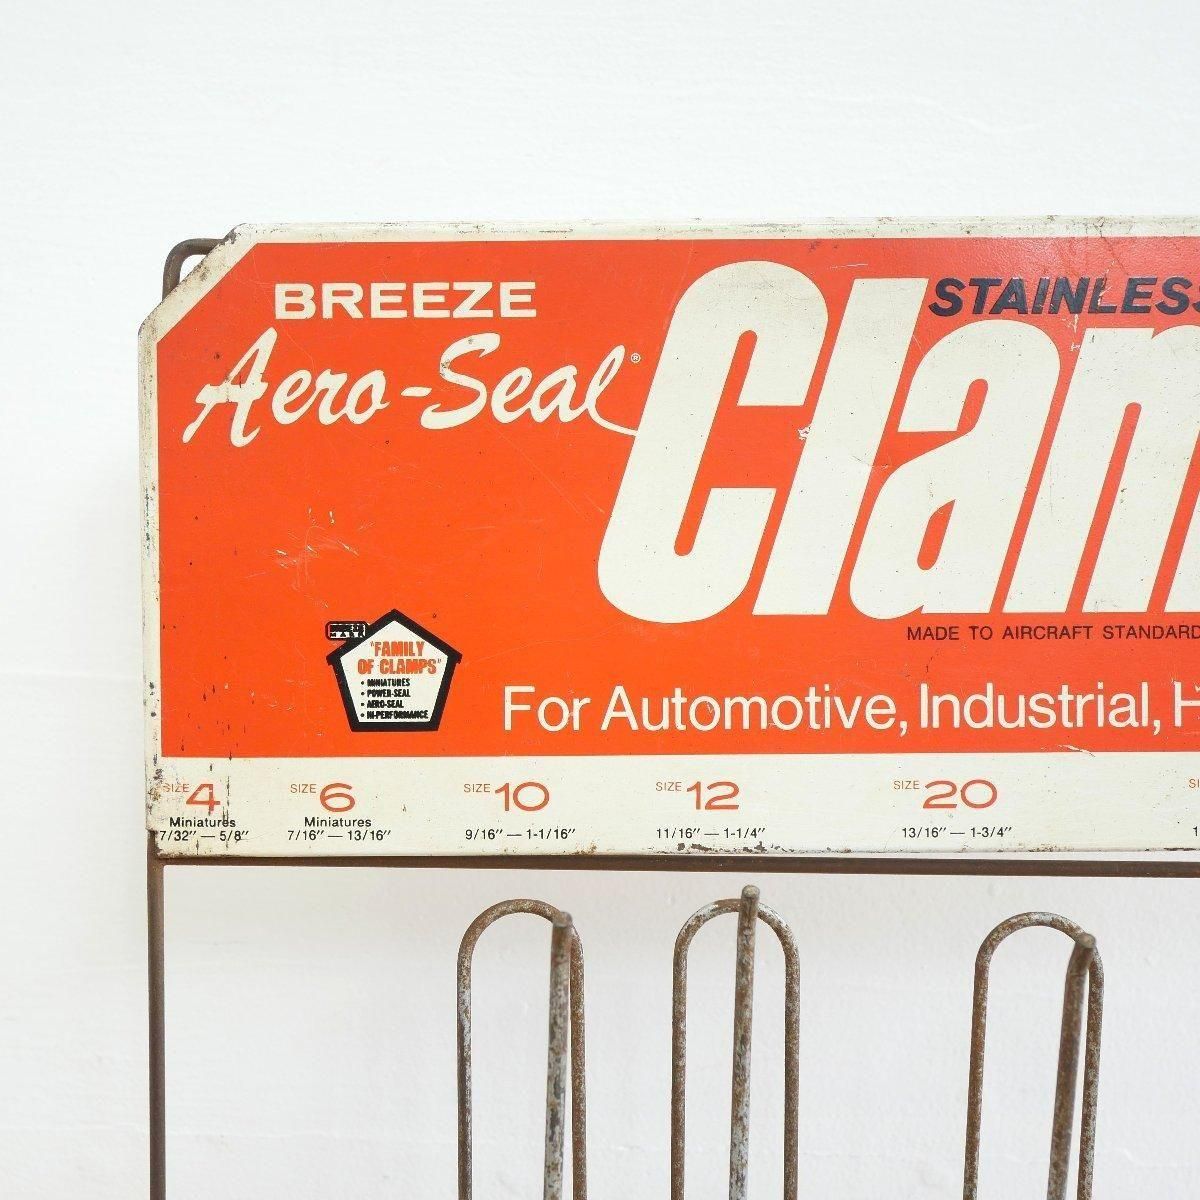 BREEZE
Aero-Seal®
STAINLESS
Clam
MADE TO AIRCRAFT STANDARD
BREEZE
MARK
"FAMILY
OF CLAMPS"
• MINIATURES
• POWER-SEAL
• AERO-SEAL
• HI-PERFORMANCE
For Automotive, Industrial, H
SIZE 4 SIZE 6 SIZE 10 SIZE 12 SIZE 20
Miniatures Miniatures
7/32" — 5/8" 7/16" — 13/16" 9/16" — 1-1/16" 11/16" — 1-1/4" 13/16" — 1-3/4" 1